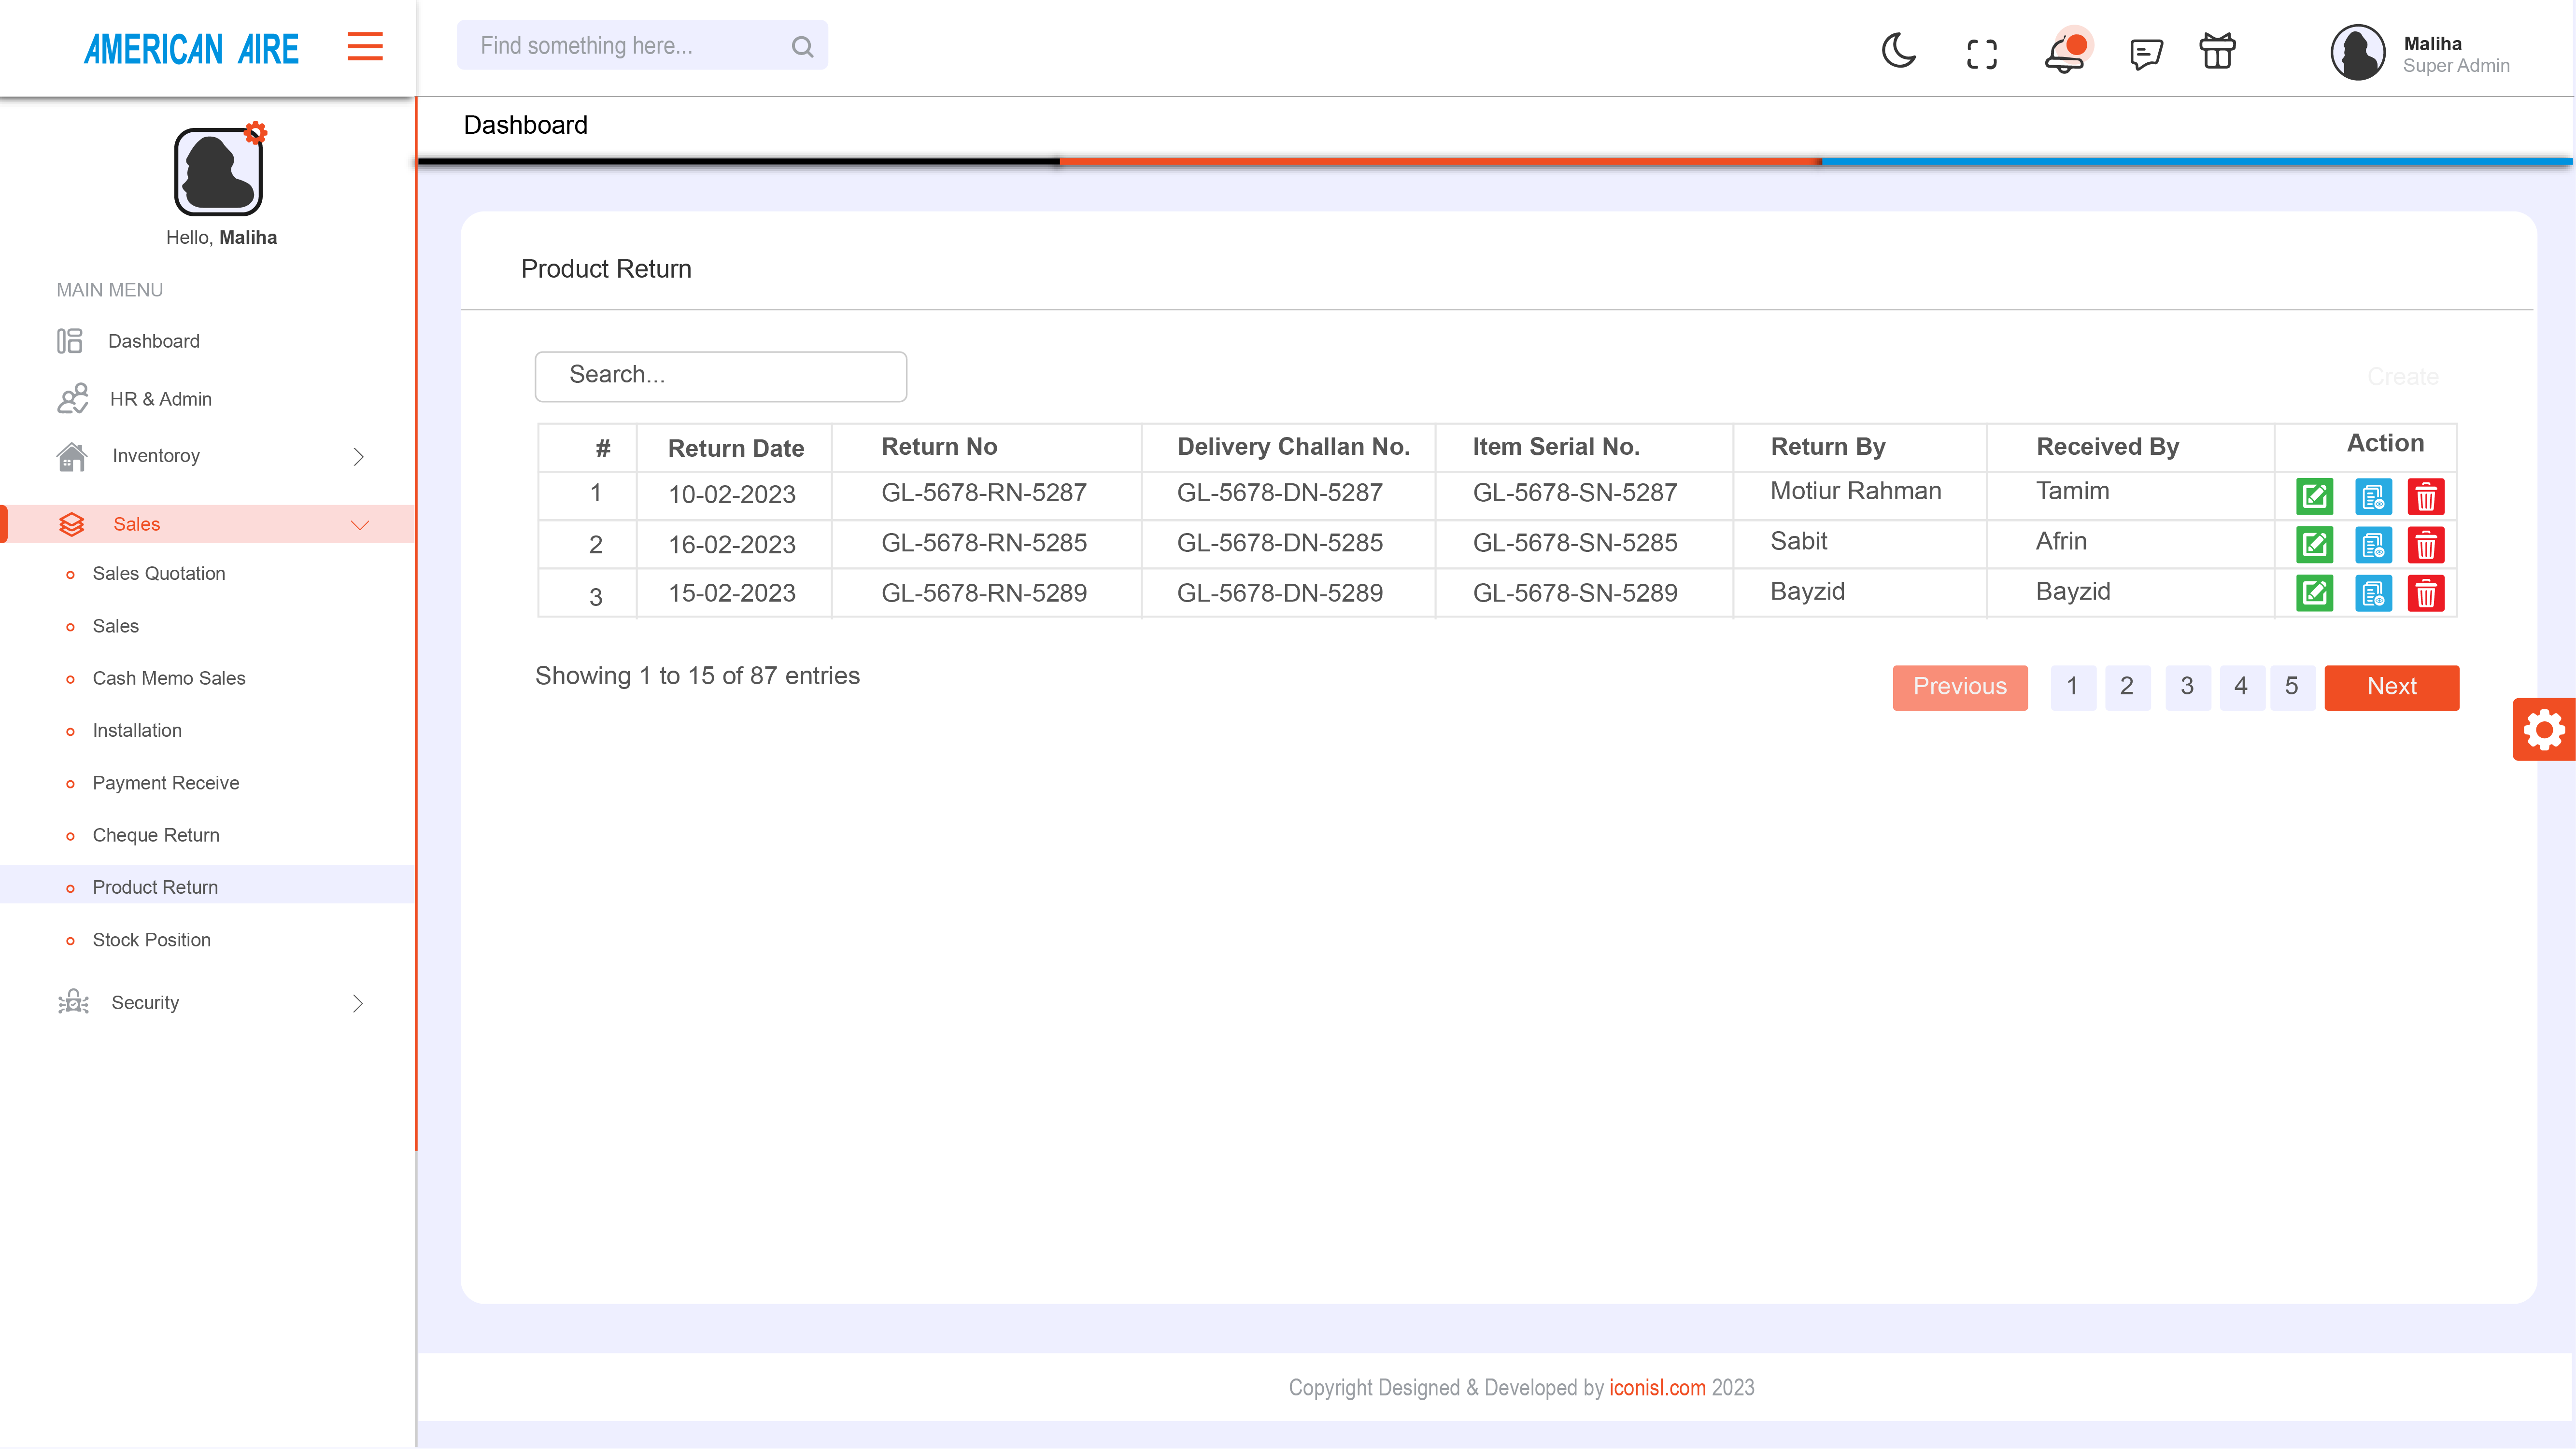 AMERICAN AIRE
Find something here...
Maliha
Super Admin
Dashboard
Hello, Maliha
MAIN MENU
Dashboard
HR & Admin
Inventoroy
Sales
Sales Quotation
Sales
Cash Memo Sales
Installation
Payment Receive
Cheque Return
Product Return
Stock Position
Security
Product Return
Search...
Create
# Return Date Return No Delivery Challan No. Item Serial No. Return By Received By Action
1 10-02-2023 GL-5678-RN-5287 GL-5678-DN-5287 GL-5678-SN-5287 Motiur Rahman Tamim
2 16-02-2023 GL-5678-RN-5285 GL-5678-DN-5285 GL-5678-SN-5285 Sabit Afrin
3 15-02-2023 GL-5678-RN-5289 GL-5678-DN-5289 GL-5678-SN-5289 Bayzid Bayzid
Showing 1 to 15 of 87 entries
Previous 1 2 3 4 5 Next
Copyright Designed & Developed by iconisl.com 2023